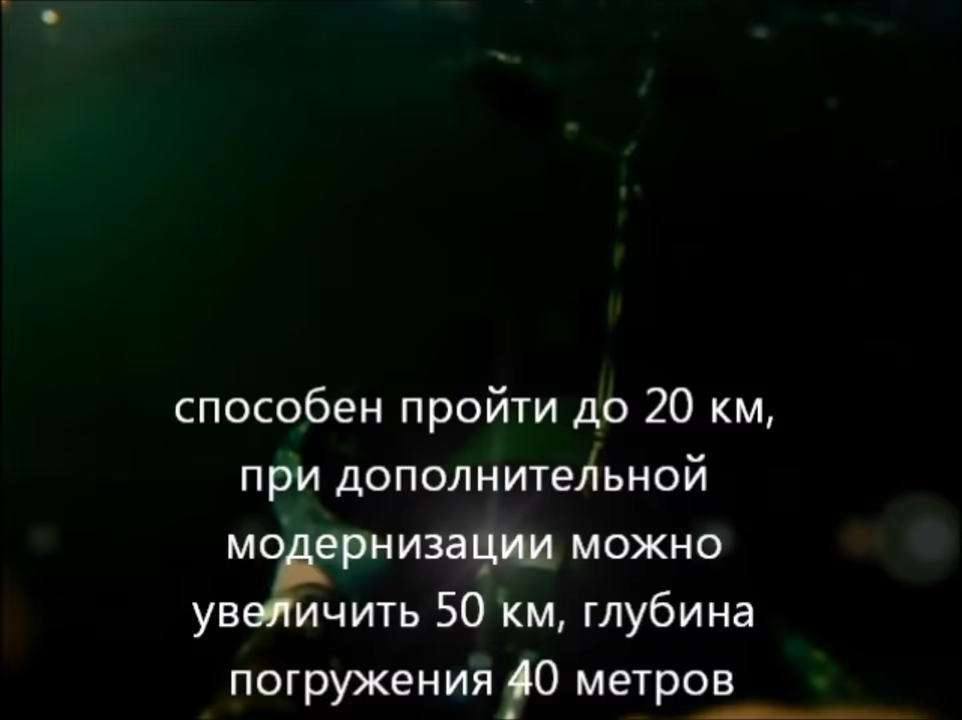 способен пройти до 20 км,
при дополнительной
модернизации можно
увеличить 50 км, глубина
погружения 40 метров